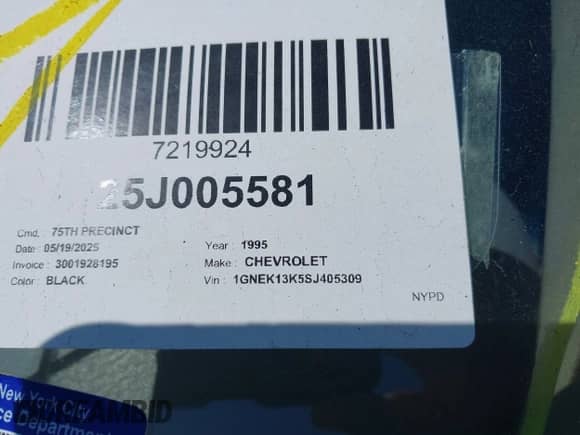 7219924
25J005581
Cmd. : 75TH PRECINCT
Date : 05/19/2025
Invoice : 3001928195
Color : BLACK
Year : 1995
Make : CHEVROLET
Vin : 1GNEK13K5SJ405309
NYPD
New York City
ce Department